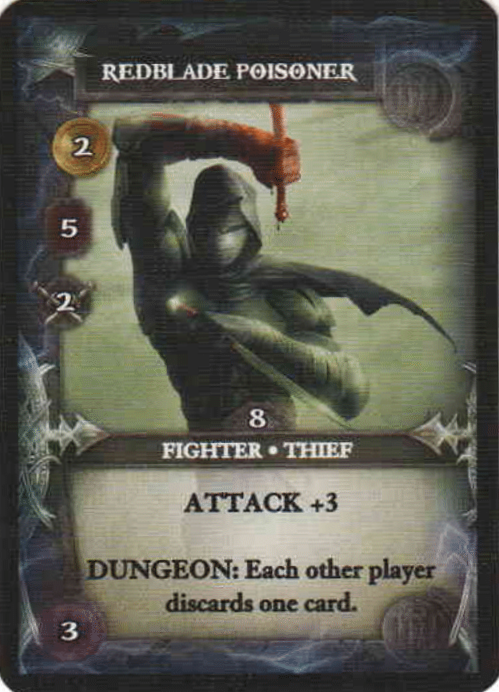 REDBLADE POISONER
2
5
2
8
FIGHTER • THIEF
ATTACK +3
DUNGEON: Each other player
discards one card.
3